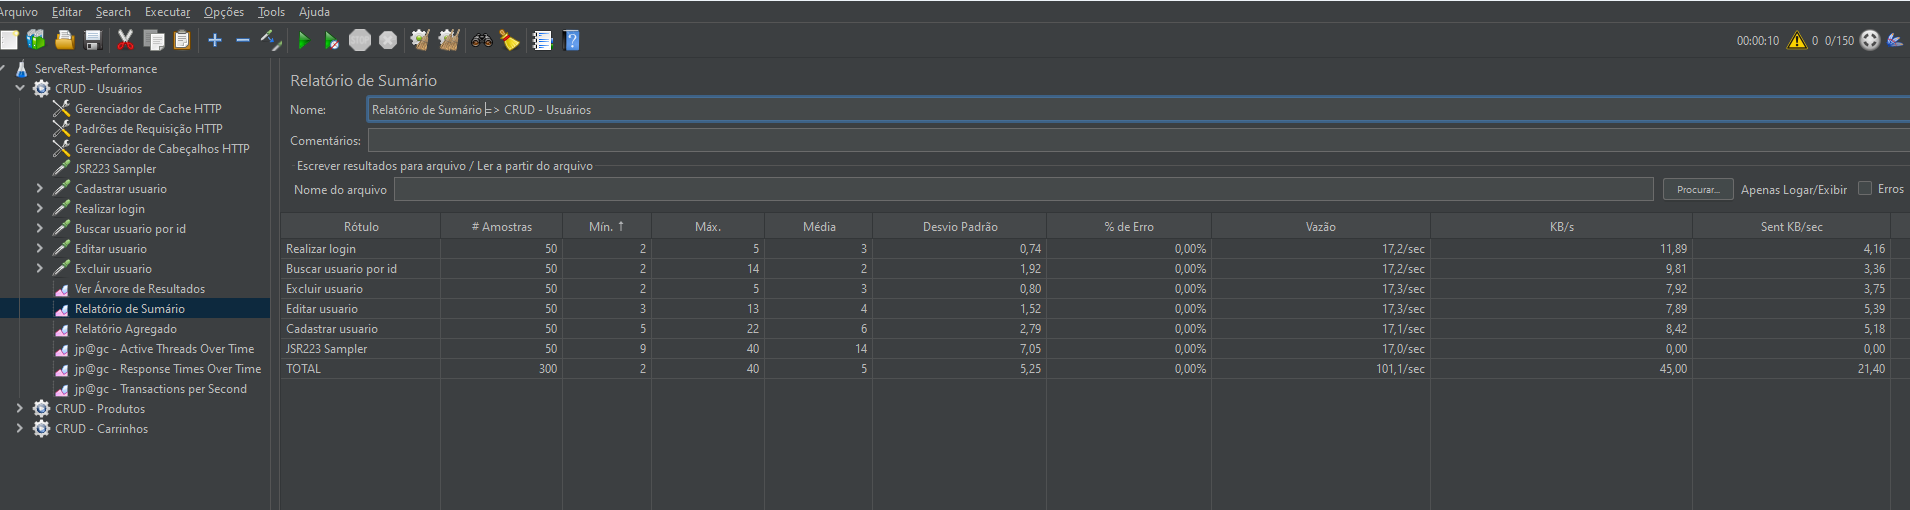 Arquivo Editar Search Executar Opções Tools Ajuda
00:00:10 0 0/150
ServeRest-Performance
CRUD - Usuários
Gerenciador de Cache HTTP
Padrões de Requisição HTTP
Gerenciador de Cabeçalhos HTTP
JSR223 Sampler
Cadastrar usuario
Realizar login
Buscar usuario por id
Editar usuario
Excluir usuario
Ver Árvore de Resultados
Relatório de Sumário
Relatório Agregado
jp@gc - Active Threads Over Time
jp@gc - Response Times Over Time
jp@gc - Transactions per Second
CRUD - Produtos
CRUD - Carrinhos
Relatório de Sumário
Nome: Relatório de Sumário => CRUD - Usuários
Comentários:
Escrever resultados para arquivo / Ler a partir do arquivo
Nome do arquivo Procurar... Apenas Logar/Exibir Erros
Rótulo # Amostras Mín. ↑ Máx. Média Desvio Padrão % de Erro Vazão KB/s Sent KB/sec
Realizar login 50 2 5 3 0,74 0,00% 17,2/sec 11,89 4,16
Buscar usuario por id 50 2 14 2 1,92 0,00% 17,2/sec 9,81 3,36
Excluir usuario 50 2 5 3 0,80 0,00% 17,3/sec 7,92 3,75
Editar usuario 50 3 13 4 1,52 0,00% 17,3/sec 7,89 5,39
Cadastrar usuario 50 5 22 6 2,79 0,00% 17,1/sec 8,42 5,18
JSR223 Sampler 50 9 40 14 7,05 0,00% 17,0/sec 0,00 0,00
TOTAL 300 2 40 5 5,25 0,00% 101,1/sec 45,00 21,40